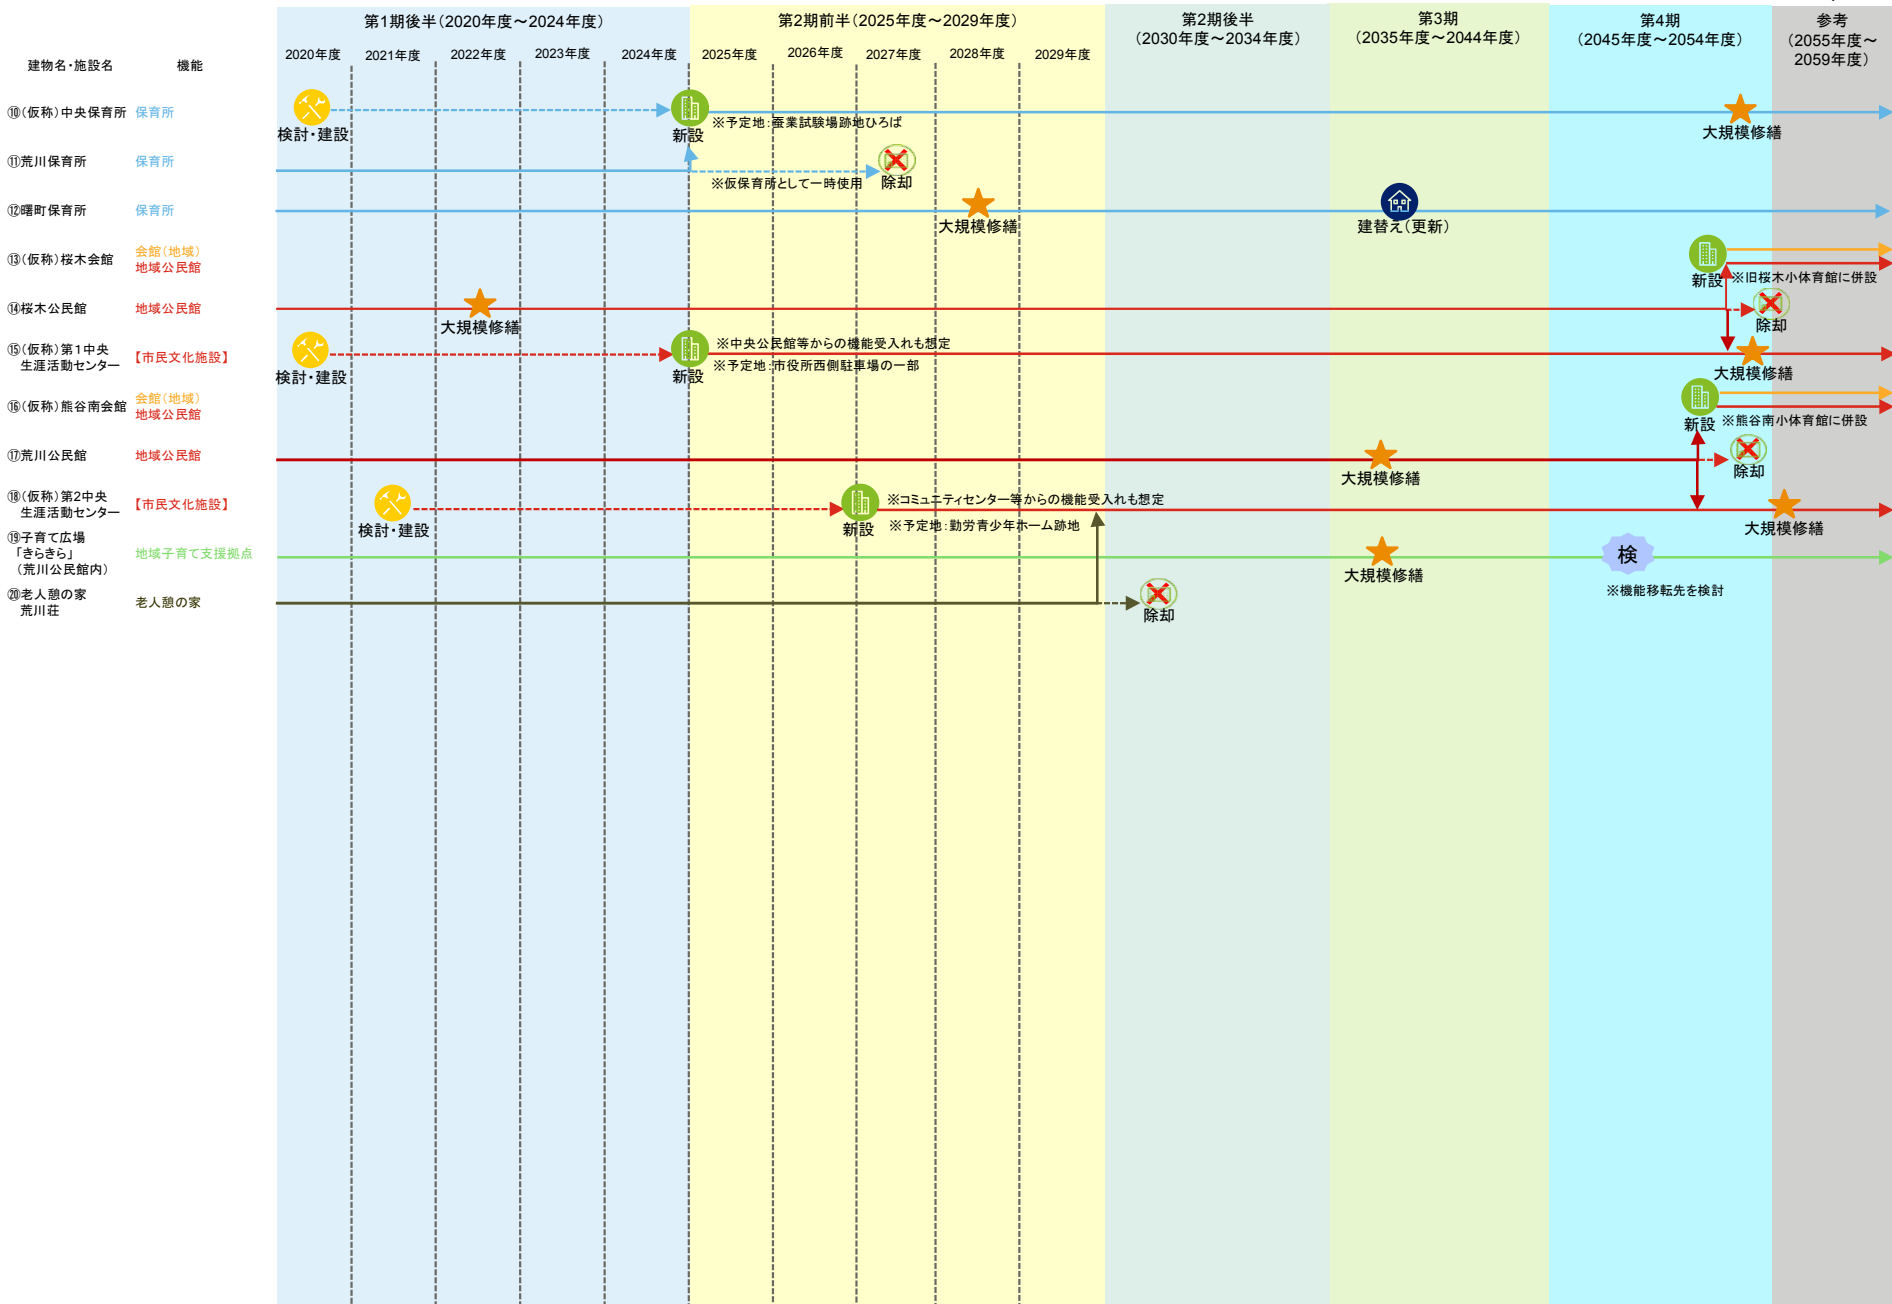 第1期後半（2020年度～2024年度）
第2期前半（2025年度～2029年度）
第2期後半
（2030年度～2034年度）
第3期
（2035年度～2044年度）
第4期
（2045年度～2054年度）
参考
（2055年度～
2059年度）
建物名・施設名
機能
2020年度
2021年度
2022年度
2023年度
2024年度
2025年度
2026年度
2027年度
2028年度
2029年度
⑩（仮称）中央保育所
保育所
検討・建設
新設
※予定地：蚕業試験場跡地ひろば
大規模修繕
⑪荒川保育所
保育所
※仮保育所として一時使用
除却
⑫曙町保育所
保育所
大規模修繕
建替え（更新）
⑬（仮称）桜木会館
会館（地域）
地域公民館
新設
※旧桜木小体育館に併設
⑭桜木公民館
地域公民館
大規模修繕
除却
⑮（仮称）第1中央
生涯活動センター
【市民文化施設】
検討・建設
新設
※中央公民館等からの機能受入れも想定
※予定地：市役所西側駐車場の一部
大規模修繕
⑯（仮称）熊谷南会館
会館（地域）
地域公民館
新設
※熊谷南小体育館に併設
⑰荒川公民館
地域公民館
大規模修繕
除却
⑱（仮称）第2中央
生涯活動センター
【市民文化施設】
検討・建設
新設
※コミュニティセンター等からの機能受入れも想定
※予定地：勤労青少年ホーム跡地
大規模修繕
⑲子育て広場
「きらきら」
（荒川公民館内）
地域子育て支援拠点
大規模修繕
検
※機能移転先を検討
⑳老人憩の家
荒川荘
老人憩の家
除却